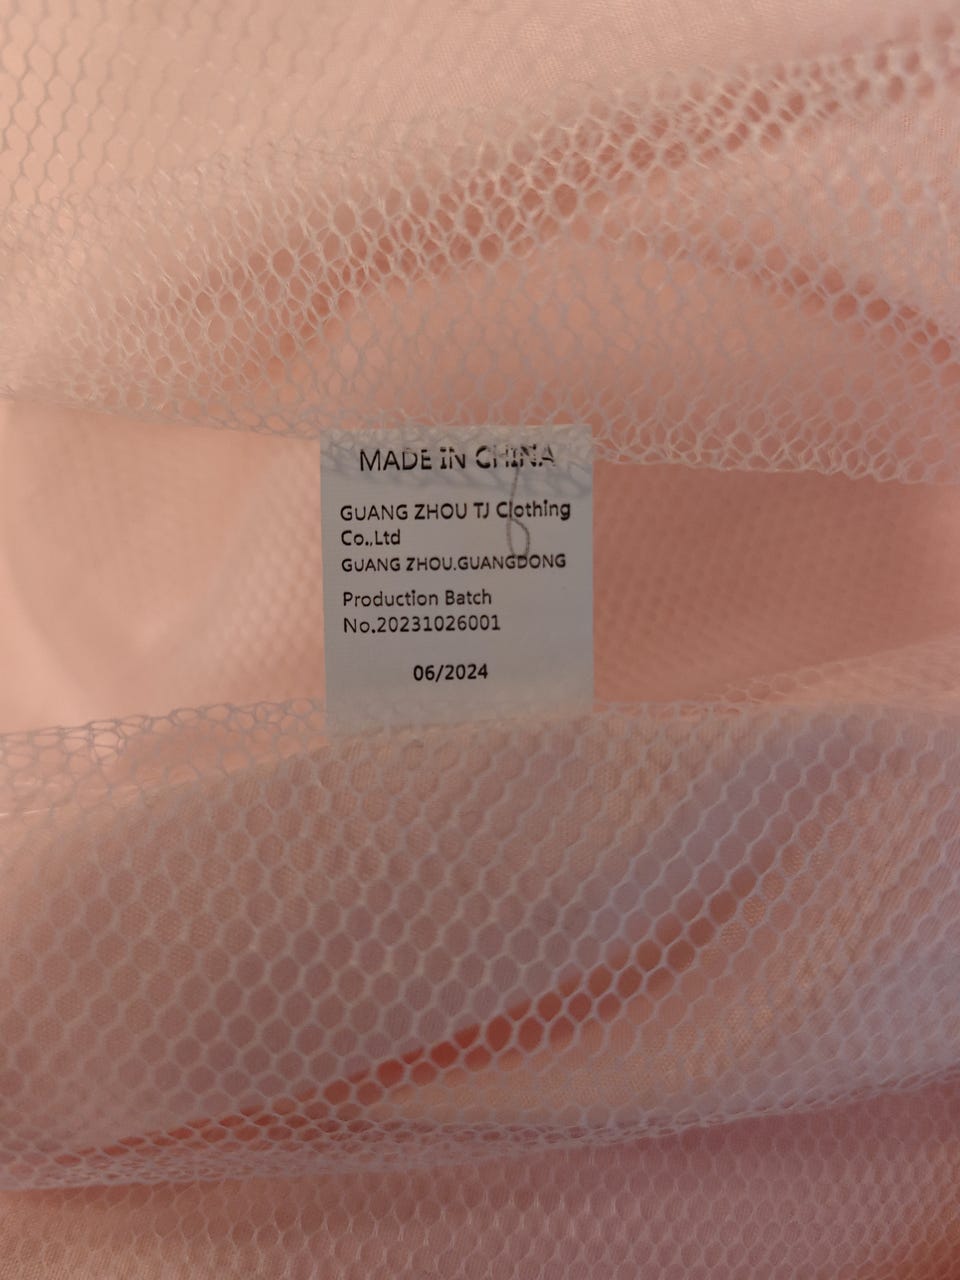 MADE IN CHINA
GUANG ZHOU TJ Clothing
Co.,Ltd
GUANG ZHOU.GUANGDONG
Production Batch
No.20231026001
06/2024